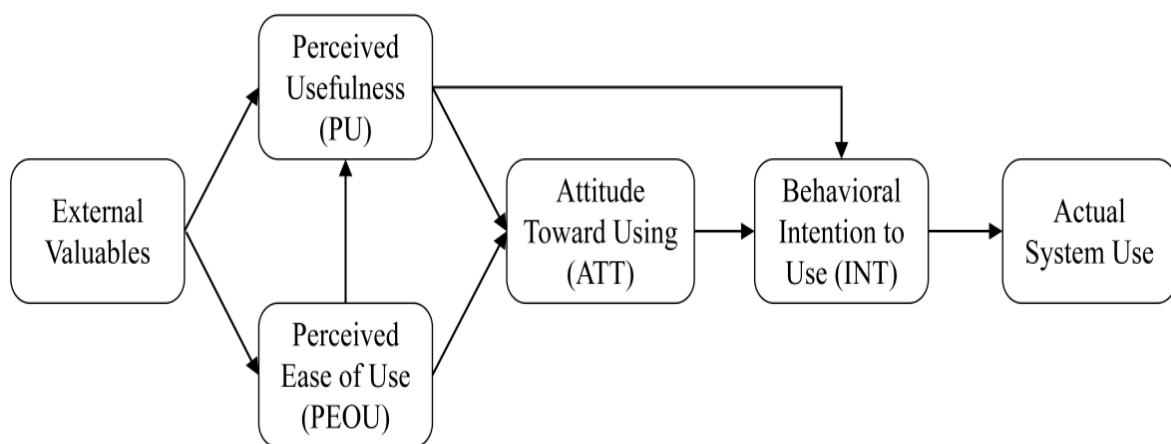 Perceived
Usefulness
(PU)
External
Valuables
Attitude
Toward Using
(ATT)
Behavioral
Intention to
Use (INT)
Actual
System Use
Perceived
Ease of Use
(PEOU)